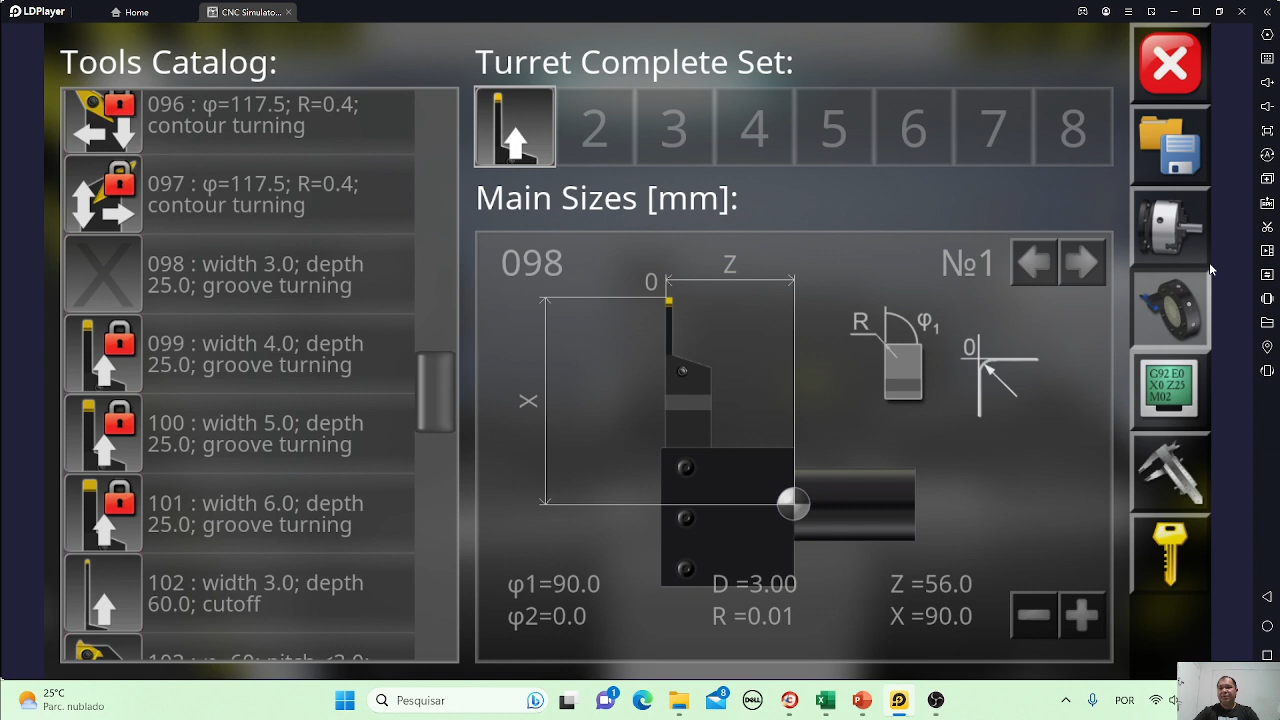 LDPlayer
Home
CNC Simulato...
Tools Catalog:
096 : φ=117.5; R=0.4;
contour turning
097 : φ=117.5; R=0.4;
contour turning
098 : width 3.0; depth
25.0; groove turning
099 : width 4.0; depth
25.0; groove turning
100 : width 5.0; depth
25.0; groove turning
101 : width 6.0; depth
25.0; groove turning
102 : width 3.0; depth
60.0; cutoff
Turret Complete Set:
2 3 4 5 6 7 8
Main Sizes [mm]:
098
№1
0
Z
X
R
φ1
0
φ1=90.0 D =3.00 Z =56.0
φ2=0.0 R =0.01 X =90.0
G92 E0
X0 Z25
M02
25°C
Parc. nublado
Pesquisar
1
8
DELL
POR